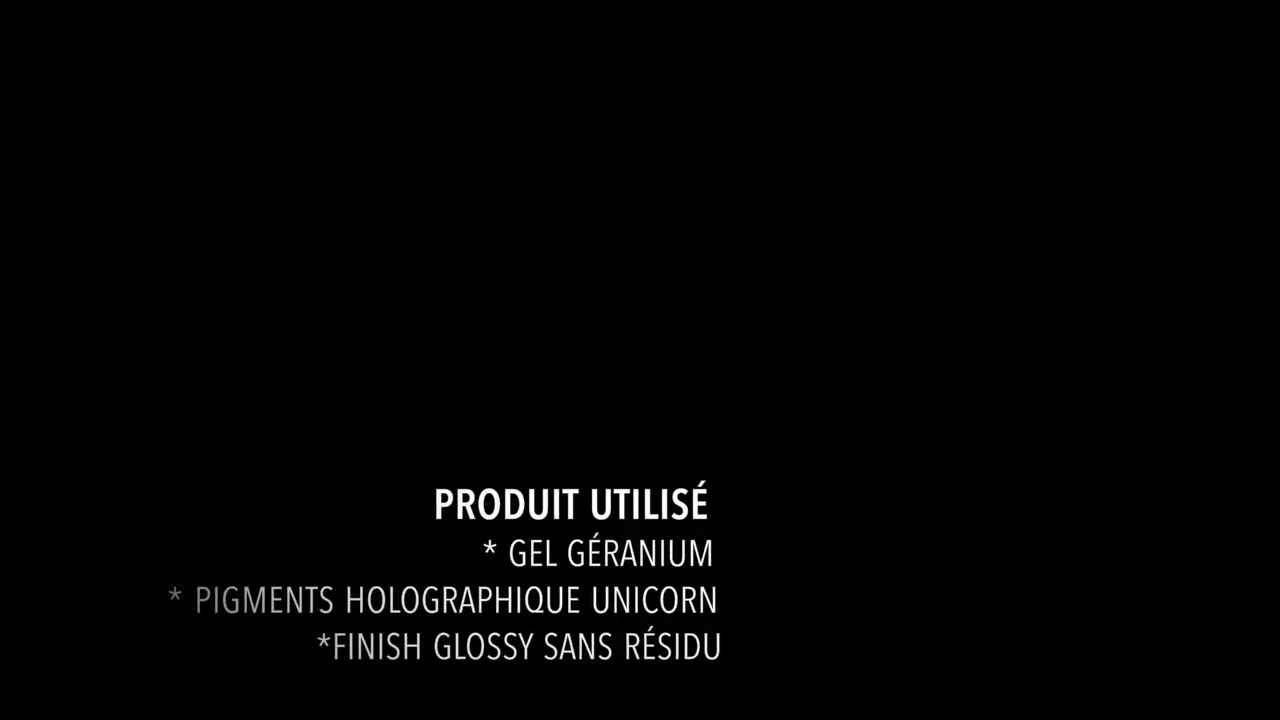 PRODUIT UTILISÉ
* GEL GÉRANIUM
* PIGMENTS HOLOGRAPHIQUE UNICORN
*FINISH GLOSSY SANS RÉSIDU